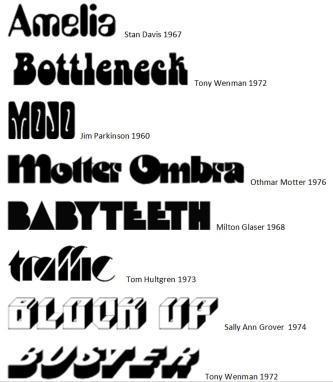 Amelia Stan Davis 1967
Bottleneck Tony Wenman 1972
MOJO Jim Parkinson 1960
Motter Ombra Othmar Motter 1976
BABYTEETH Milton Glaser 1968
traffic Tom Hultgren 1973
BLOCK UP Sally Ann Grover 1974
BUSTER Tony Wenman 1972